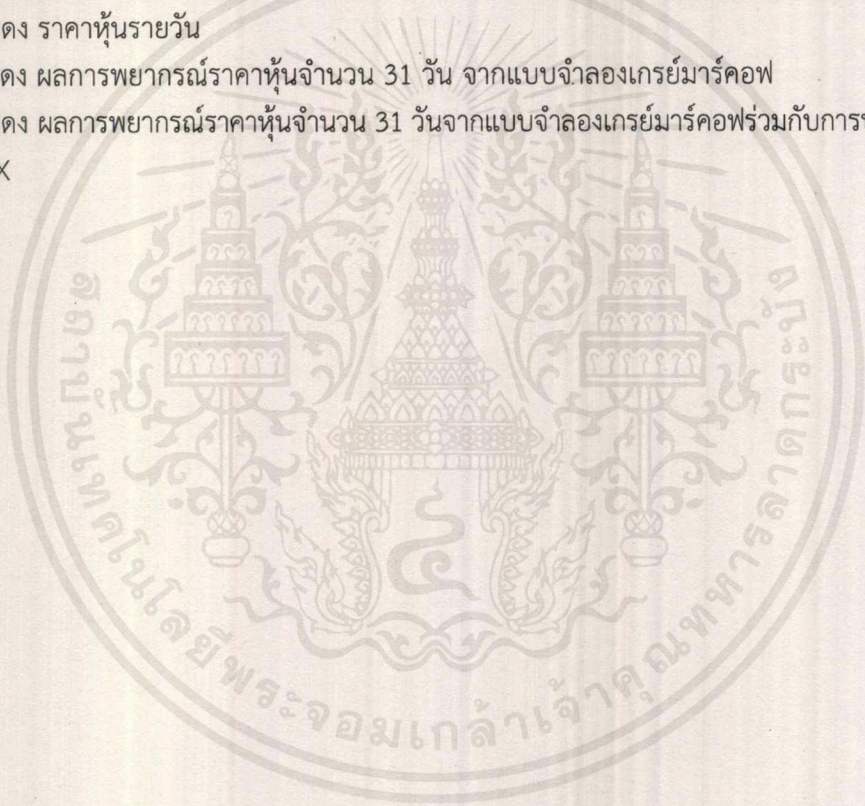 ดง ราคาหุ้นรายวัน
ดง ผลการพยากรณ์ราคาหุ้นจำนวน 31 วัน จากแบบจำลองเกรย์มาร์คอฟ
ดง ผลการพยากรณ์ราคาหุ้นจำนวน 31 วันจากแบบจำลองเกรย์มาร์คอฟร่วมกับการ
X
สถาบันเทคโนโลยีพระจอมเกล้าเจ้าคุณทหารลาดกระบัง